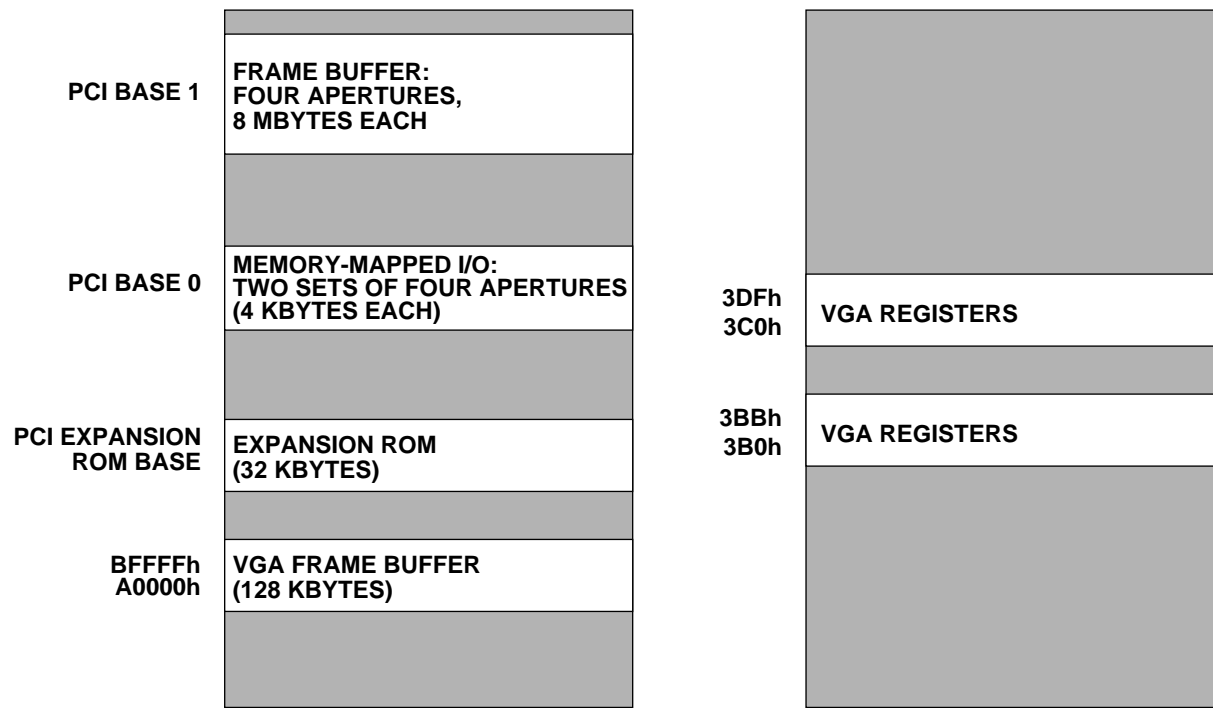 PCI BASE 1
FRAME BUFFER:
FOUR APERTURES,
8 MBYTES EACH
PCI BASE 0
MEMORY-MAPPED I/O:
TWO SETS OF FOUR APERTURES
(4 KBYTES EACH)
PCI EXPANSION
ROM BASE
EXPANSION ROM
(32 KBYTES)
BFFFFh
A0000h
VGA FRAME BUFFER
(128 KBYTES)
3DFh
3C0h
VGA REGISTERS
3BBh
3B0h
VGA REGISTERS